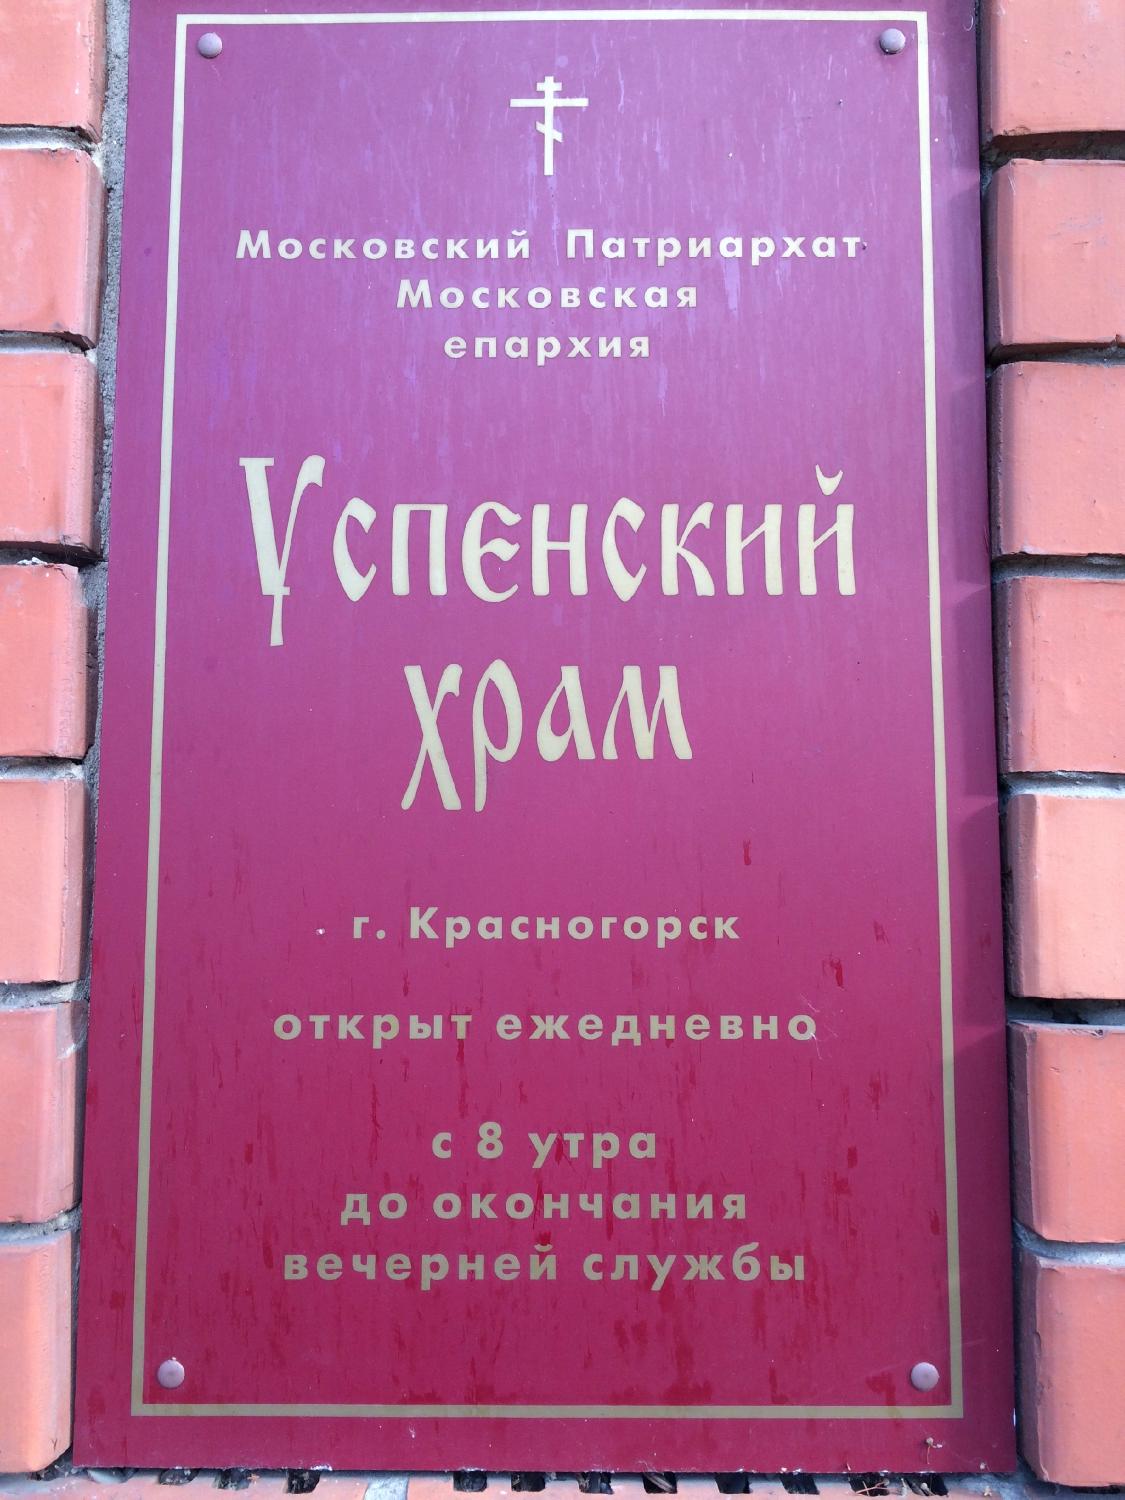 Московский Патриархат
Московская
епархия
Успенский
храм
г. Красногорск
открыт ежедневно
с 8 утра
до окончания
вечерней службы